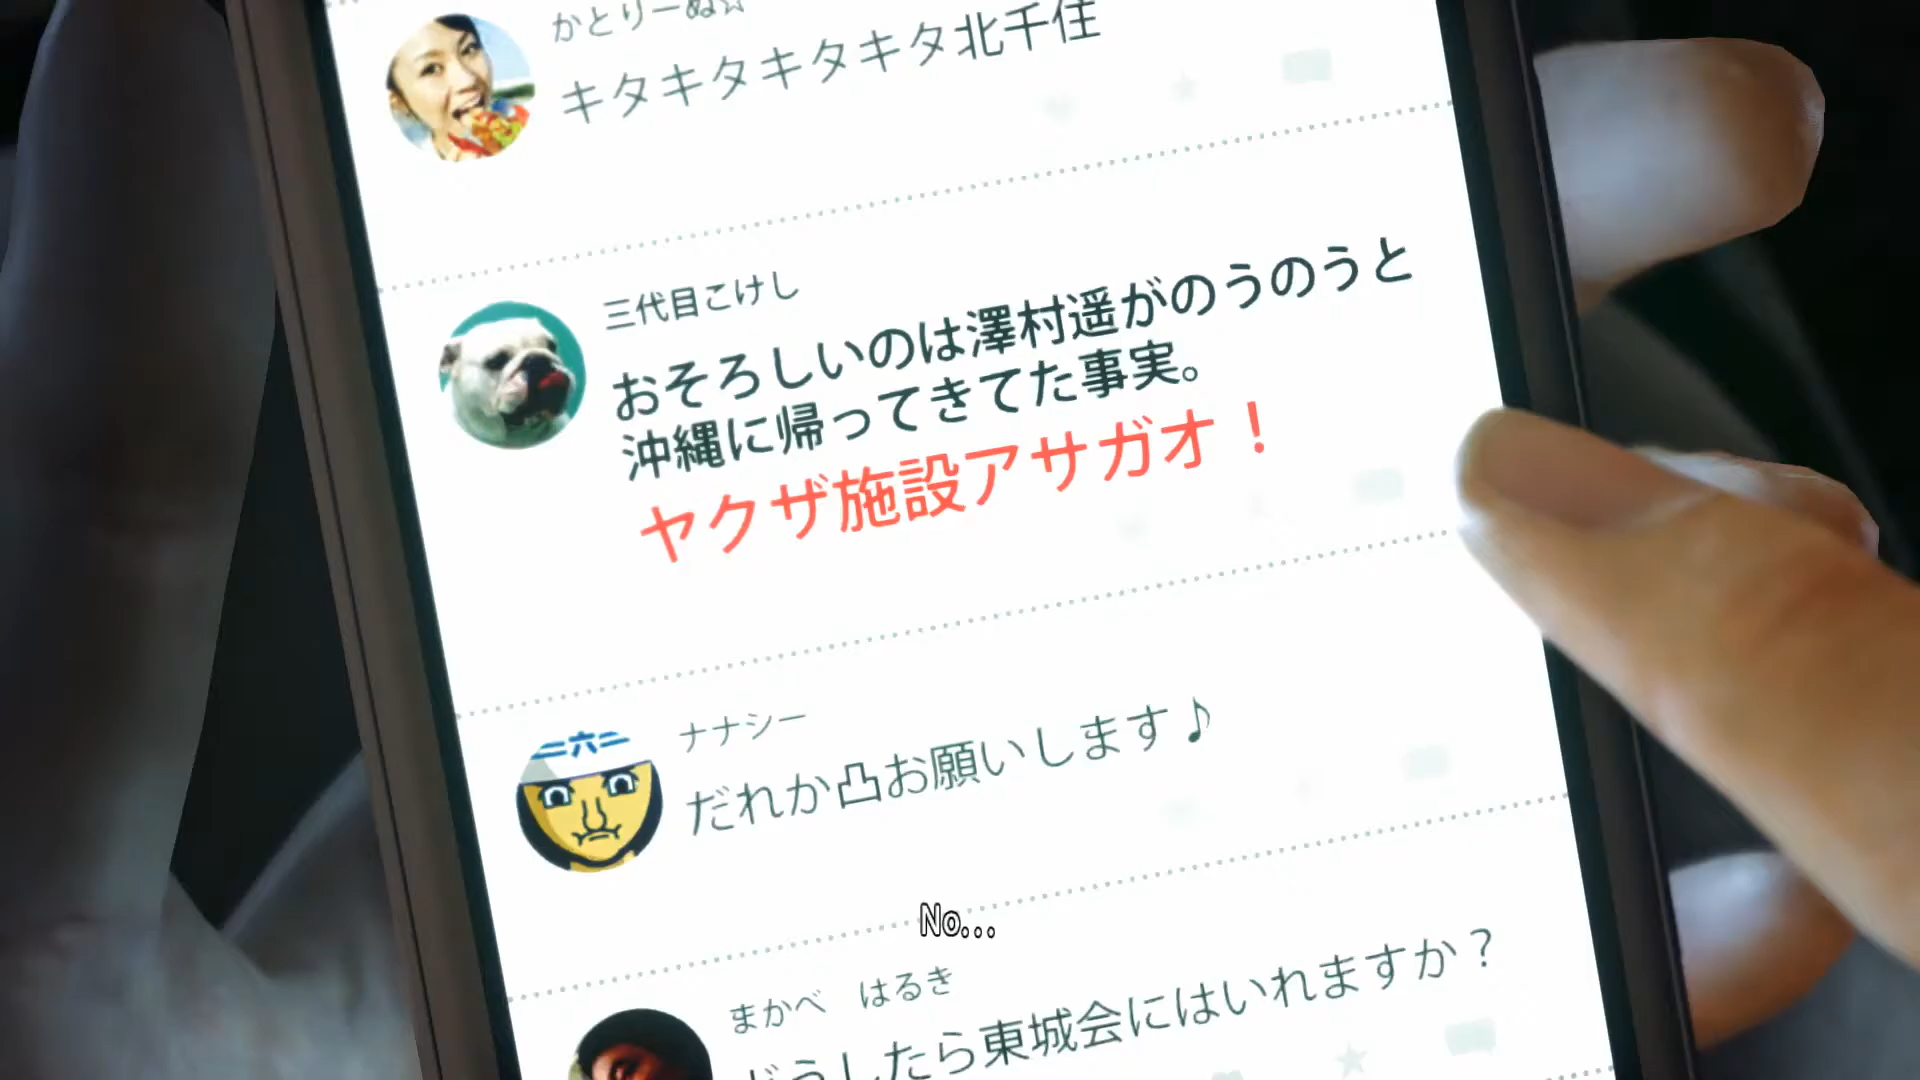 かとりーぬ☆
キタキタキタキタ北千住
三代目こけし
おそろしいのは澤村遥がのうのうと
沖縄に帰ってきてた事実。
ヤクザ施設アサガオ！
二六二
ナナシー
だれか凸お願いします♪
No...
まかべ　はるき
どうしたら東城会にはいれますか？